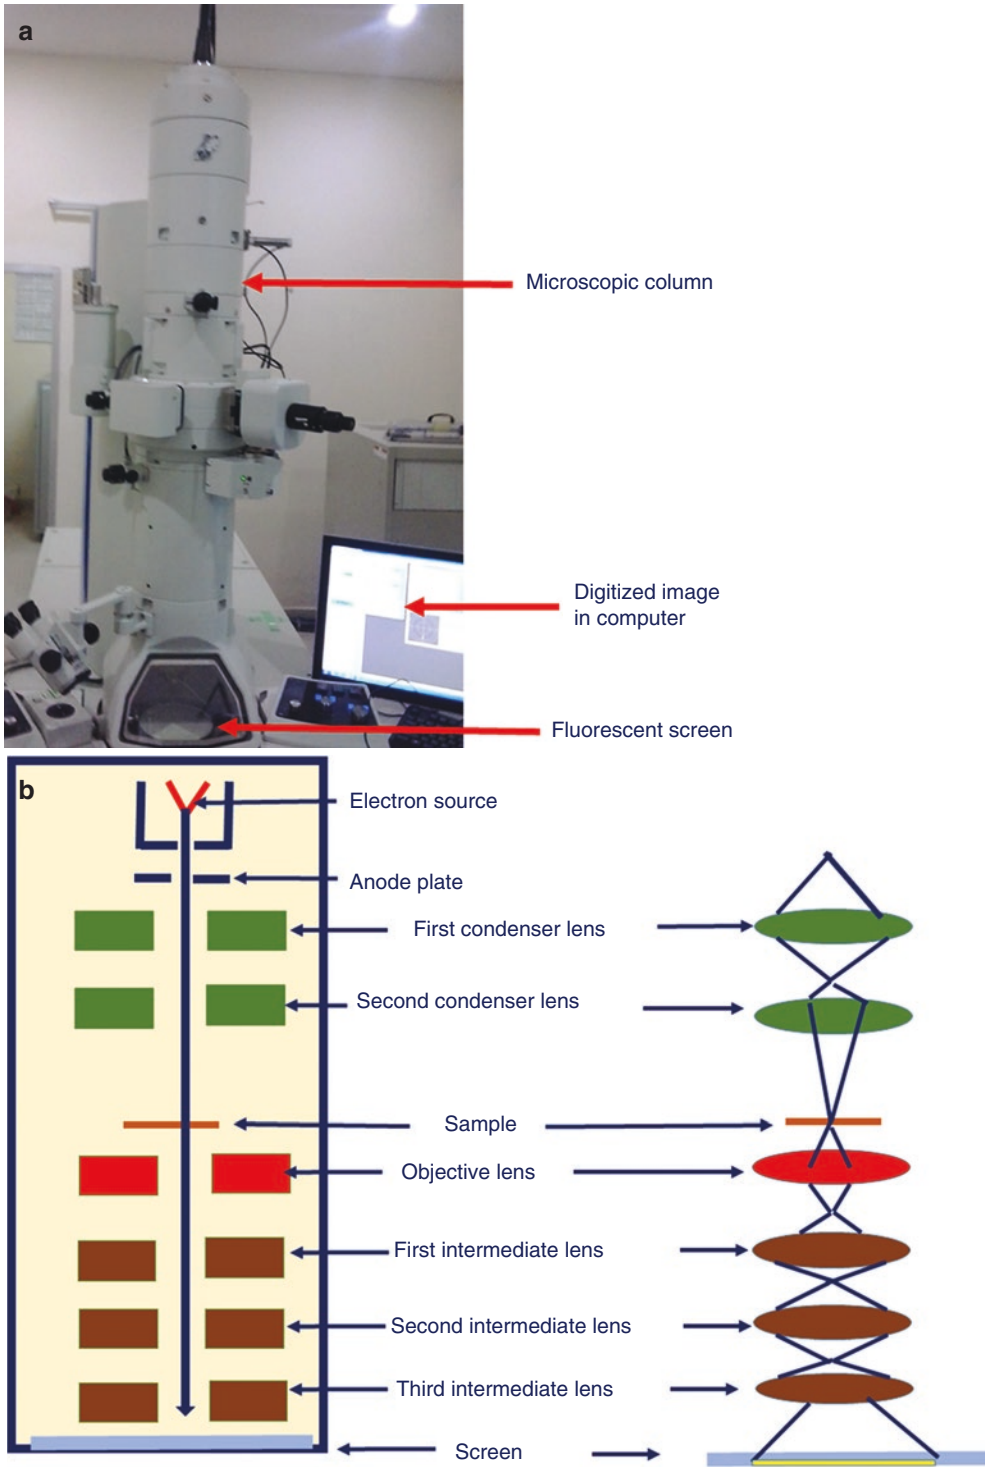 a
Microscopic column
Digitized image
in computer
Fluorescent screen
b
Electron source
Anode plate
First condenser lens
Second condenser lens
Sample
Objective lens
First intermediate lens
Second intermediate lens
Third intermediate lens
Screen